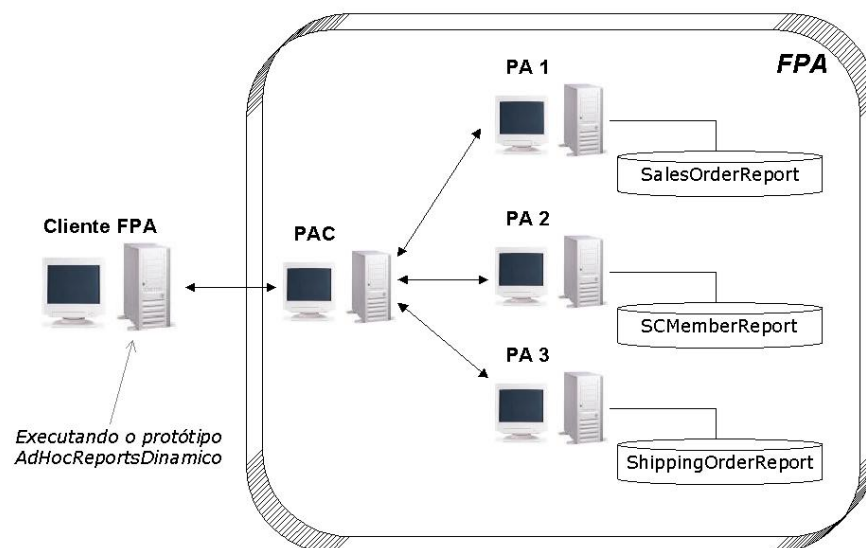 FPA
PA 1
SalesOrderReport
Cliente FPA
PAC
PA 2
SCMemberReport
PA 3
Executando o protótipo
AdHocReportsDinamico
ShippingOrderReport